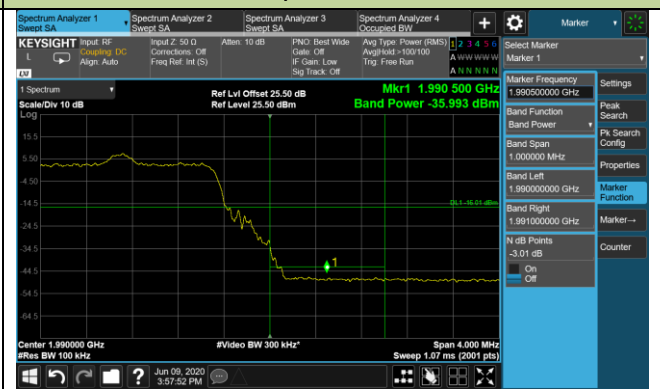 Spectrum Analyzer 1
Swept SA
Spectrum Analyzer 2
Swept SA
Spectrum Analyzer 3
Swept SA
Spectrum Analyzer 4
Occupied BW
+
Marker
KEYSIGHT
L
LXI
Input: RF
Coupling: DC
Align: Auto
Input Z: 50 Ω
Corrections: Off
Freq Ref: Int (S)
Atten: 10 dB
PNO: Best Wide
Gate: Off
IF Gain: Low
Sig Track: Off
Avg Type: Power (RMS)
Avg|Hold:>100/100
Trig: Free Run
1 2 3 4 5 6
A W W W W W
A N N N N N
1 Spectrum
Scale/Div 10 dB
Log
Ref Lvl Offset 25.50 dB
Ref Level 25.50 dBm
Mkr1 1.990 500 GHz
Band Power -35.993 dBm
15.5
5.50
-4.50
-14.5
DL1 -16.01 dBm
-24.5
-34.5
1
-44.5
-54.5
-64.5
Center 1.990000 GHz
#Res BW 100 kHz
#Video BW 300 kHz*
Span 4.000 MHz
Sweep 1.07 ms (2001 pts)
Select Marker
Marker 1
Marker Frequency
1.990500000 GHz
Band Function
Band Power
Band Span
1.000000 MHz
Band Left
1.990000000 GHz
Band Right
1.991000000 GHz
N dB Points
-3.01 dB
On
Off
Settings
Peak
Search
Pk Search
Config
Properties
Marker
Function
Marker→
Counter
?
Jun 09, 2020
3:57:52 PM